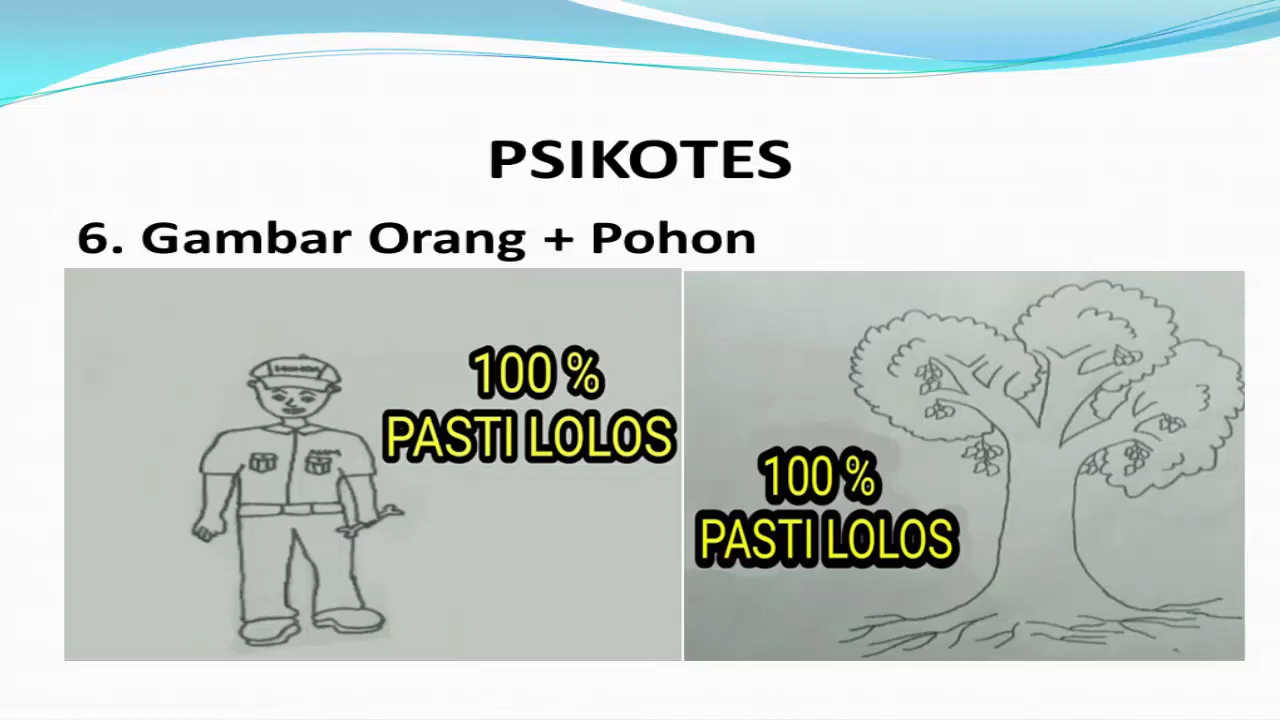 PSIKOTES
6. Gambar Orang + Pohon
100 %
PASTI LOLOS
100 %
PASTI LOLOS